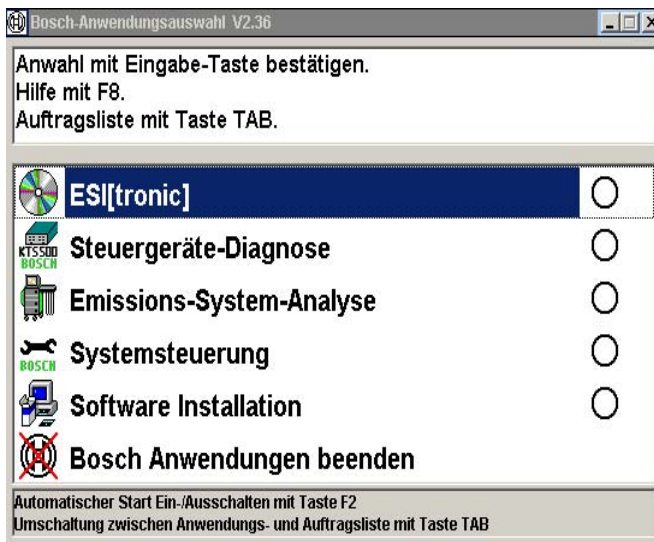 Bosch-Anwendungsauswahl V2.36
Anwahl mit Eingabe-Taste bestätigen.
Hilfe mit F8.
Auftragsliste mit Taste TAB.
ESI[tronic]
KTS500
BOSCH
Steuergeräte-Diagnose
Emissions-System-Analyse
BOSCH
Systemsteuerung
Software Installation
Bosch Anwendungen beenden
Automatischer Start Ein-/Ausschalten mit Taste F2
Umschaltung zwischen Anwendungs- und Auftragsliste mit Taste TAB